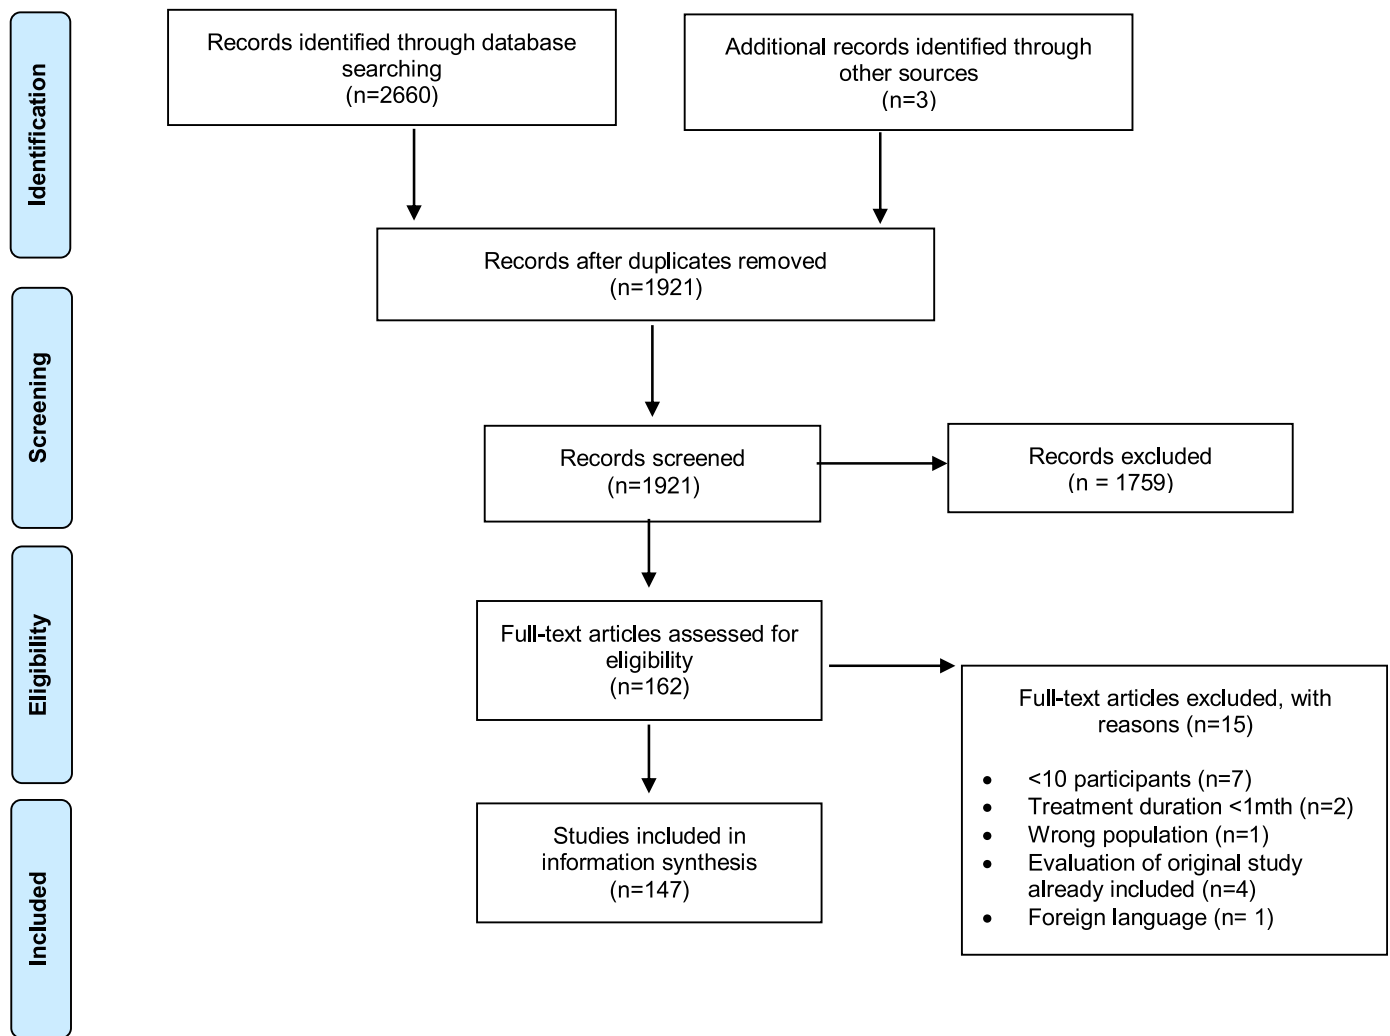 Identification
Records identified through database
searching
(n=2660)
Additional records identified through
other sources
(n=3)
Records after duplicates removed
(n=1921)
Screening
Records screened
(n=1921)
Records excluded
(n = 1759)
Eligibility
Full-text articles assessed for
eligibility
(n=162)
Full-text articles excluded, with
reasons (n=15)
• <10 participants (n=7)
• Treatment duration <1mth (n=2)
• Wrong population (n=1)
• Evaluation of original study
already included (n=4)
• Foreign language (n= 1)
Included
Studies included in
information synthesis
(n=147)